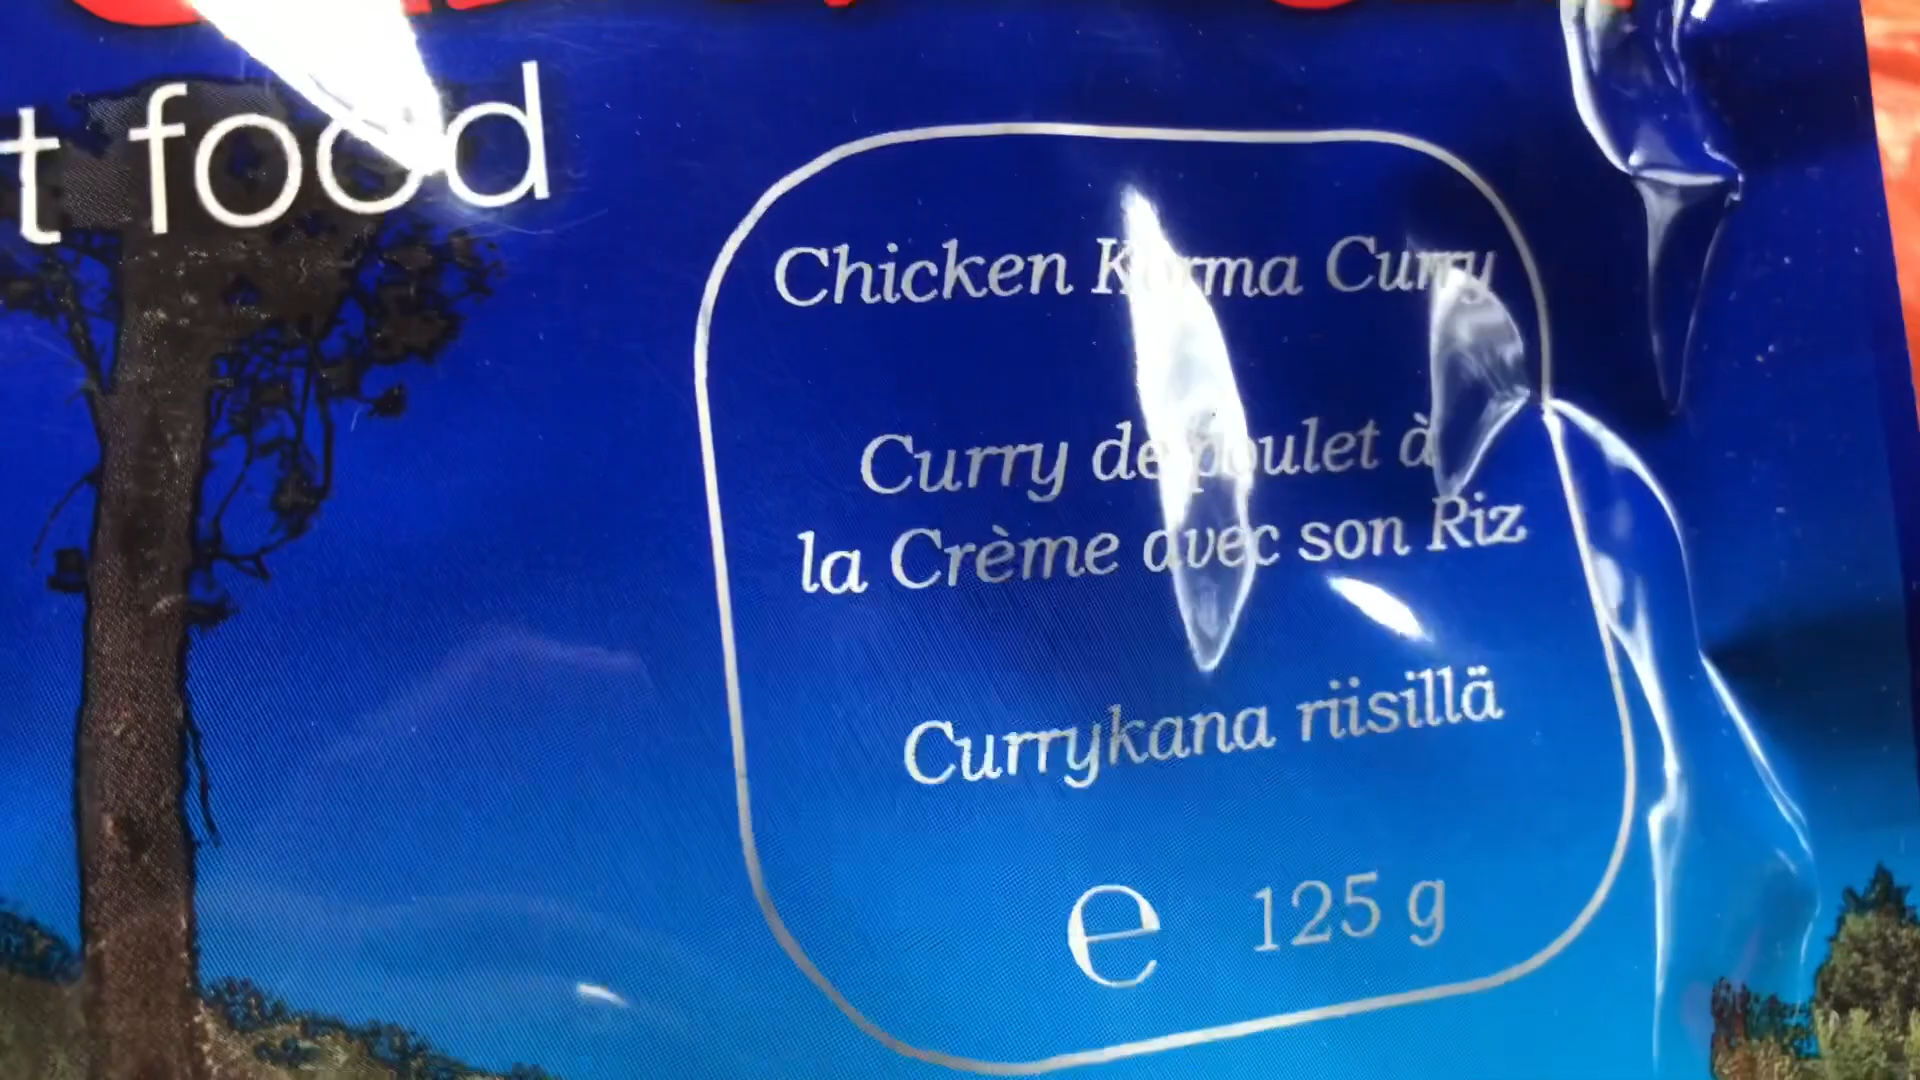 t food
Chicken Korma Curry
Curry de poulet à
la Crème avec son Riz
Currykana riisillä
e 125 g